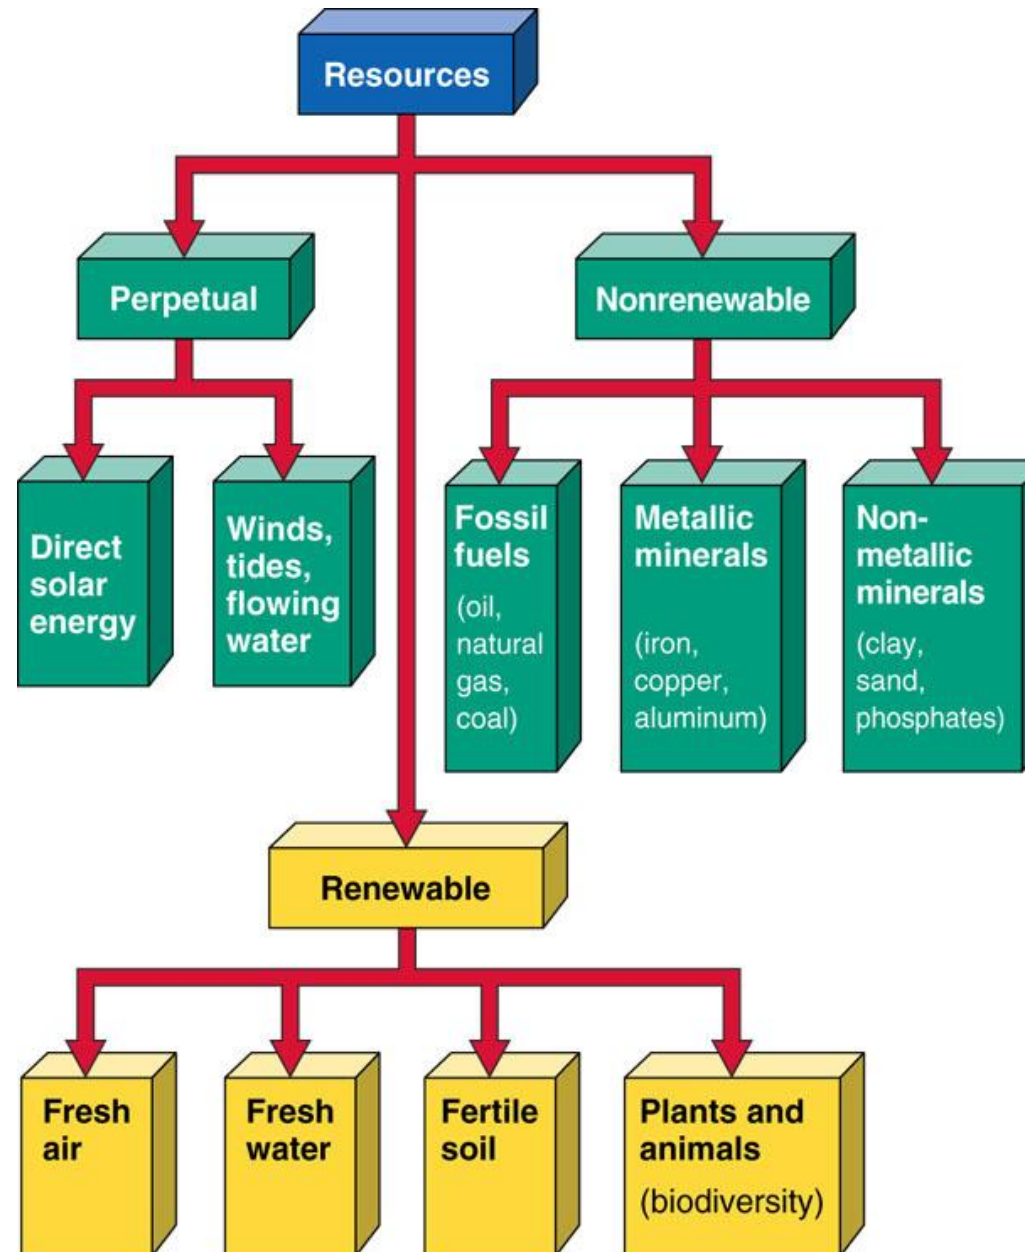 Resources
Perpetual
Nonrenewable
Direct
solar
energy
Winds,
tides,
flowing
water
Fossil
fuels
(oil,
natural
gas,
coal)
Metallic
minerals
(iron,
copper,
aluminum)
Non-
metallic
minerals
(clay,
sand,
phosphates)
Renewable
Fresh
air
Fresh
water
Fertile
soil
Plants and
animals
(biodiversity)